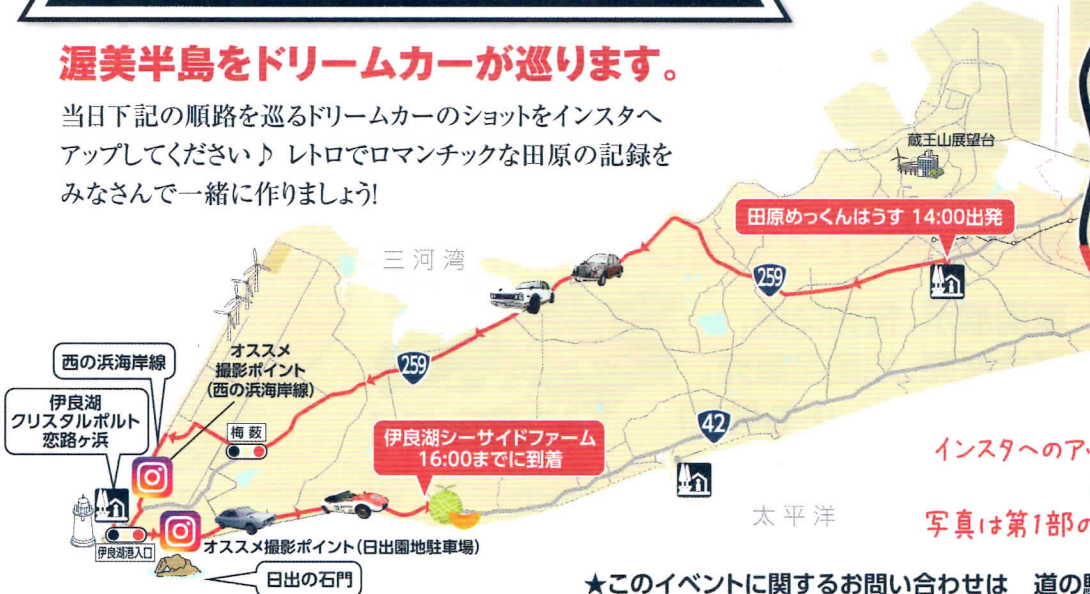 渥美半島をドリームカーが巡ります。
当日下記の順路を巡るドリームカーのショットをインスタへ
アップしてください♪ レトロでロマンチックな田原の記録を
みなさんで一緒に作りましょう!
蔵王山展望台
田原めっくんはうす 14:00出発
三河湾
259
259
西の浜海岸線
オススメ
撮影ポイント
(西の浜海岸線)
伊良湖
クリスタルポルト
恋路ヶ浜
梅薮
伊良湖シーサイドファーム
16:00までに到着
42
インスタへのア
太平洋
写真は第1部の
伊良湖港入口
オススメ撮影ポイント(日出園地駐車場)
日出の石門
★このイベントに関するお問い合わせは 道の